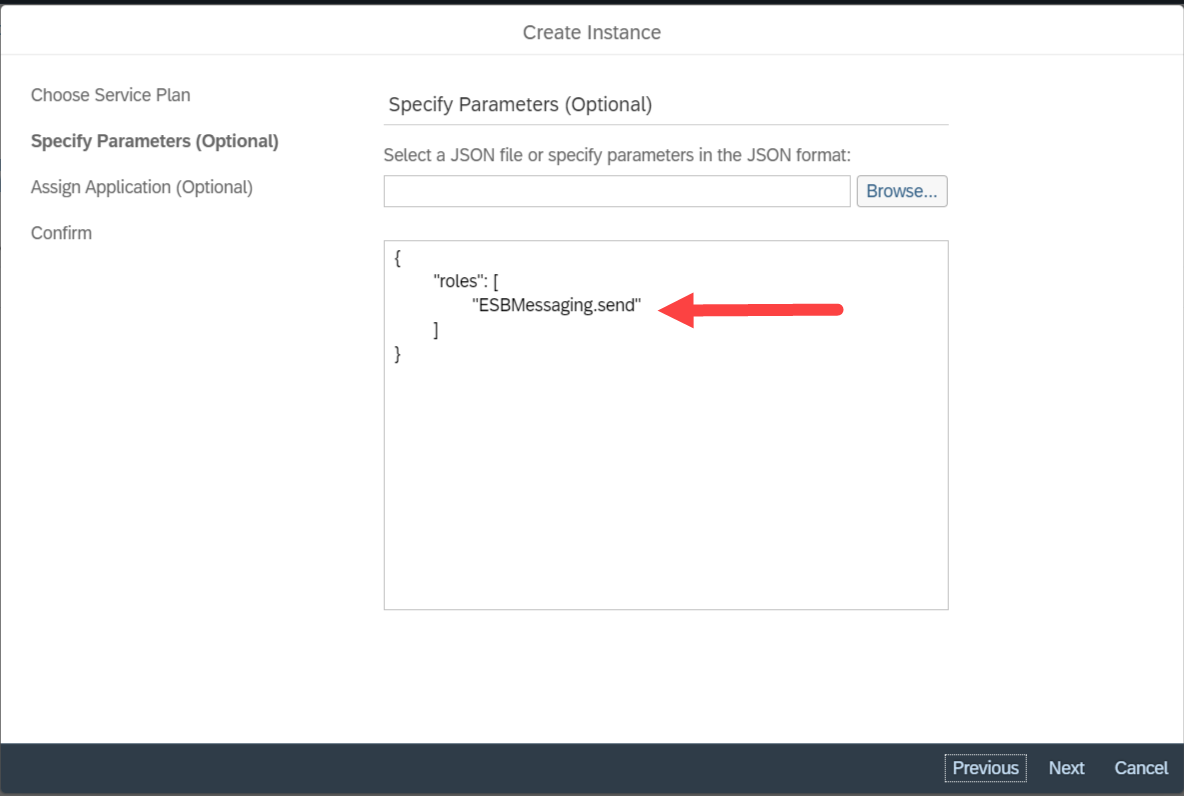 Create Instance
Choose Service Plan
Specify Parameters (Optional)
Assign Application (Optional)
Confirm
Specify Parameters (Optional)
Select a JSON file or specify parameters in the JSON format:
Browse...
{
"roles": [
"ESBMessaging.send"
]
}
Previous
Next
Cancel